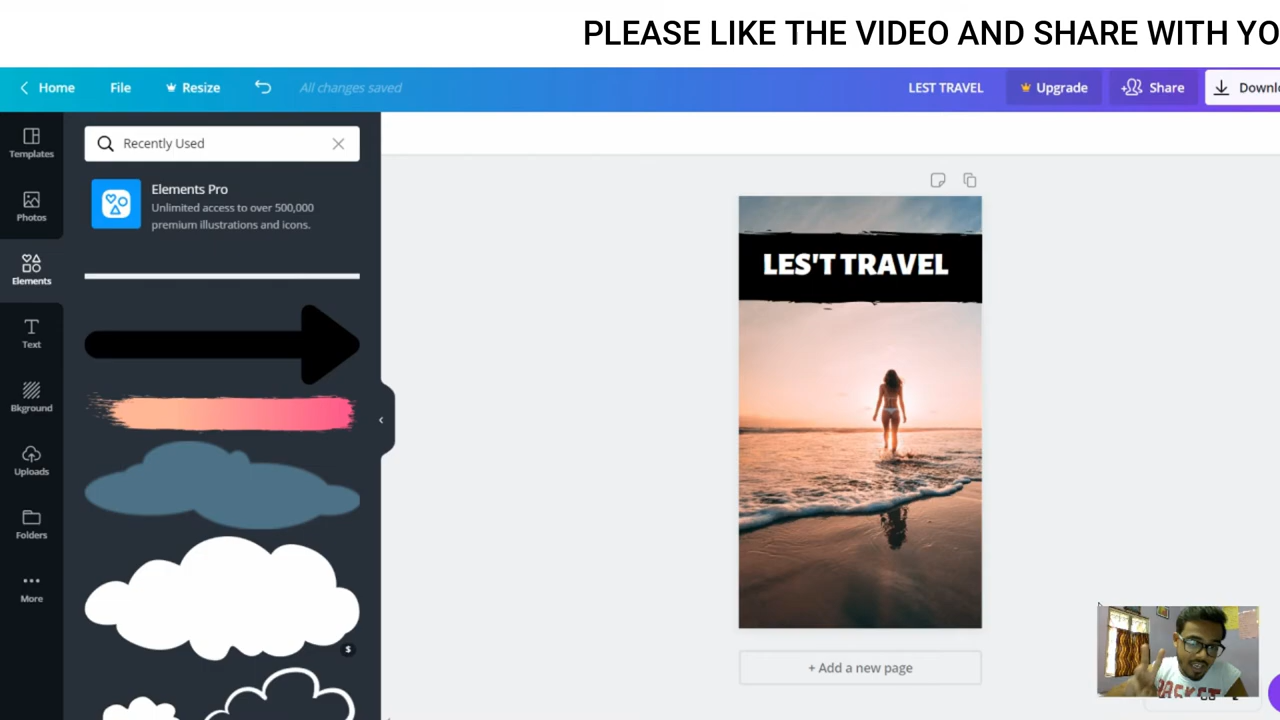 PLEASE LIKE THE VIDEO AND SHARE WITH YO
Home
File
Resize
All changes saved
LEST TRAVEL
Upgrade
Share
Downlo
Templates
Photos
Elements
Text
Bkground
Uploads
Folders
More
Recently Used
Elements Pro
Unlimited access to over 500,000
premium illustrations and icons.
$
LES'T TRAVEL
+ Add a new page